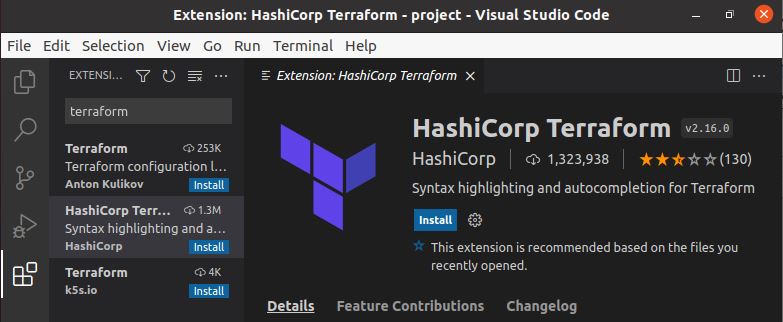 Extension: HashiCorp Terraform - project - Visual Studio Code
File Edit Selection View Go Run Terminal Help
EXTENSI...
terraform
Terraform 253K
Terraform configuration l...
Anton Kulikov Install
HashiCorp Terr... 1.3M
Syntax highlighting and a...
HashiCorp Install
Terraform 4K
k5s.io Install
Extension: HashiCorp Terraform
HashiCorp Terraform v2.16.0
HashiCorp 1,323,938 (130)
Syntax highlighting and autocompletion for Terraform
Install
This extension is recommended based on the files you
recently opened.
Details Feature Contributions Changelog